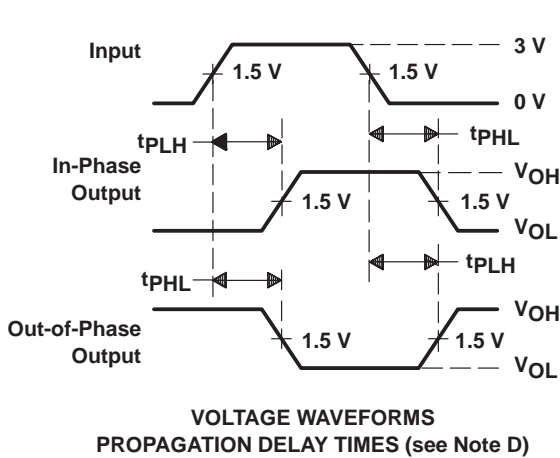 Input
3 V
1.5 V
1.5 V
0 V
tPLH
tPHL
In-Phase
Output
VOH
1.5 V
1.5 V
VOL
tPHL
tPLH
Out-of-Phase
Output
VOH
1.5 V
1.5 V
VOL
VOLTAGE WAVEFORMS
PROPAGATION DELAY TIMES (see Note D)